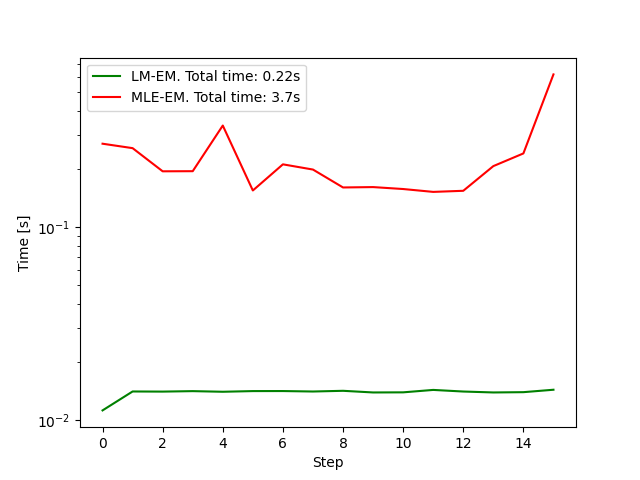 LM-EM. Total time: 0.22s
MLE-EM. Total time: 3.7s
Time [s]
10⁻¹
10⁻²
0 2 4 6 8 10 12 14
Step